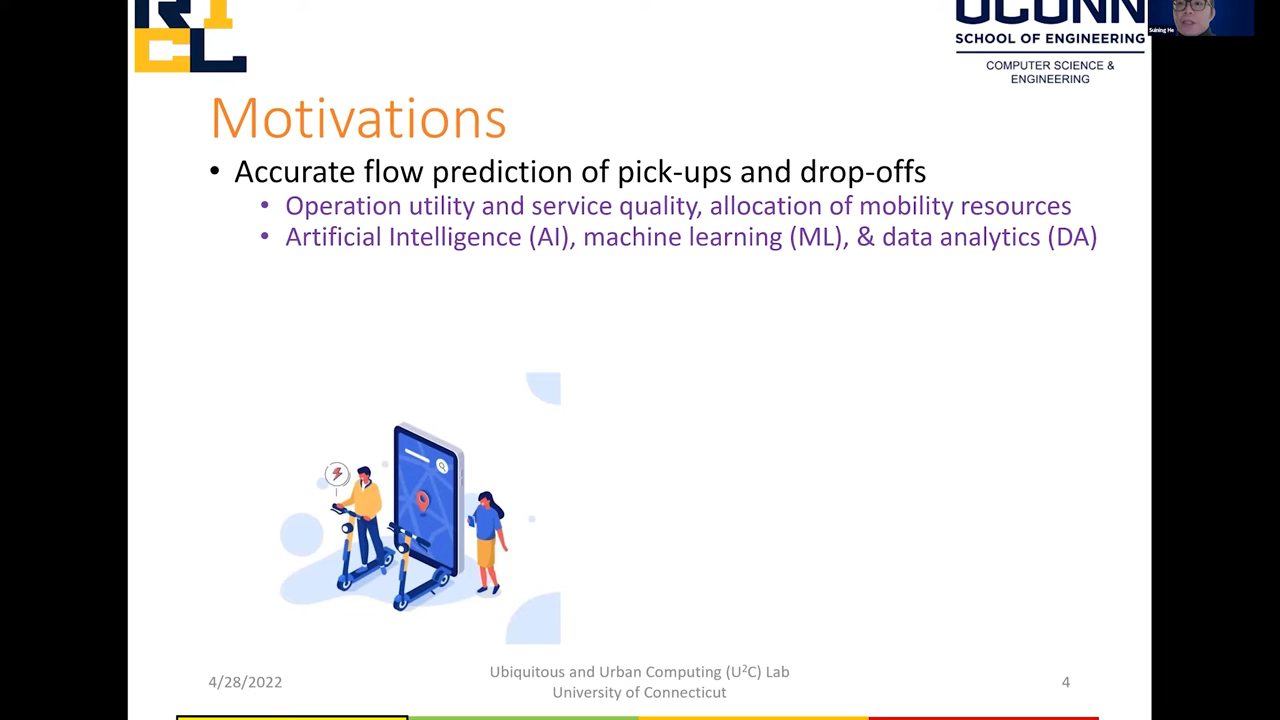 RICL
UCONN
SCHOOL OF ENGINEERING
COMPUTER SCIENCE &
ENGINEERING
Suining He
Motivations
• Accurate flow prediction of pick-ups and drop-offs
• Operation utility and service quality, allocation of mobility resources
• Artificial Intelligence (AI), machine learning (ML), & data analytics (DA)
4/28/2022
Ubiquitous and Urban Computing (U²C) Lab
University of Connecticut
4